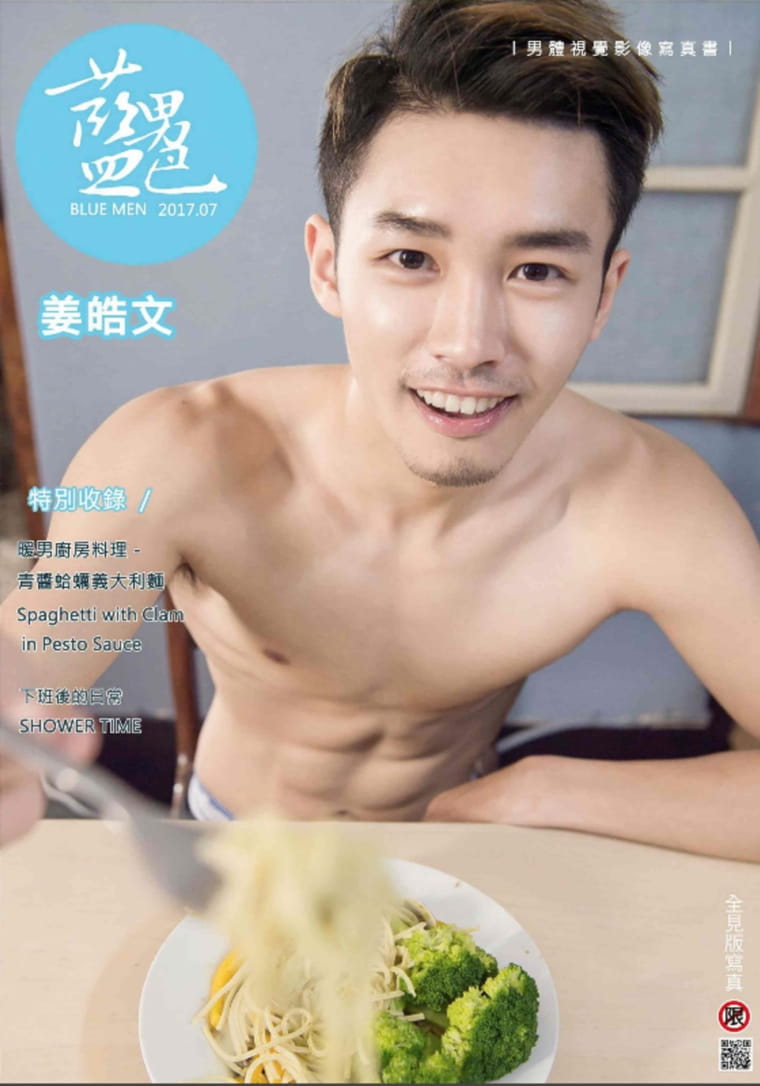 |男體視覺影像寫真書|
藍男色
BLUE MEN 2017.07
姜皓文
特別收錄 /
暖男廚房料理 -
青醬蛤蠣義大利麵
Spaghetti with Clam
in Pesto Sauce
下班後的日常
SHOWER TIME
全見版寫真
限